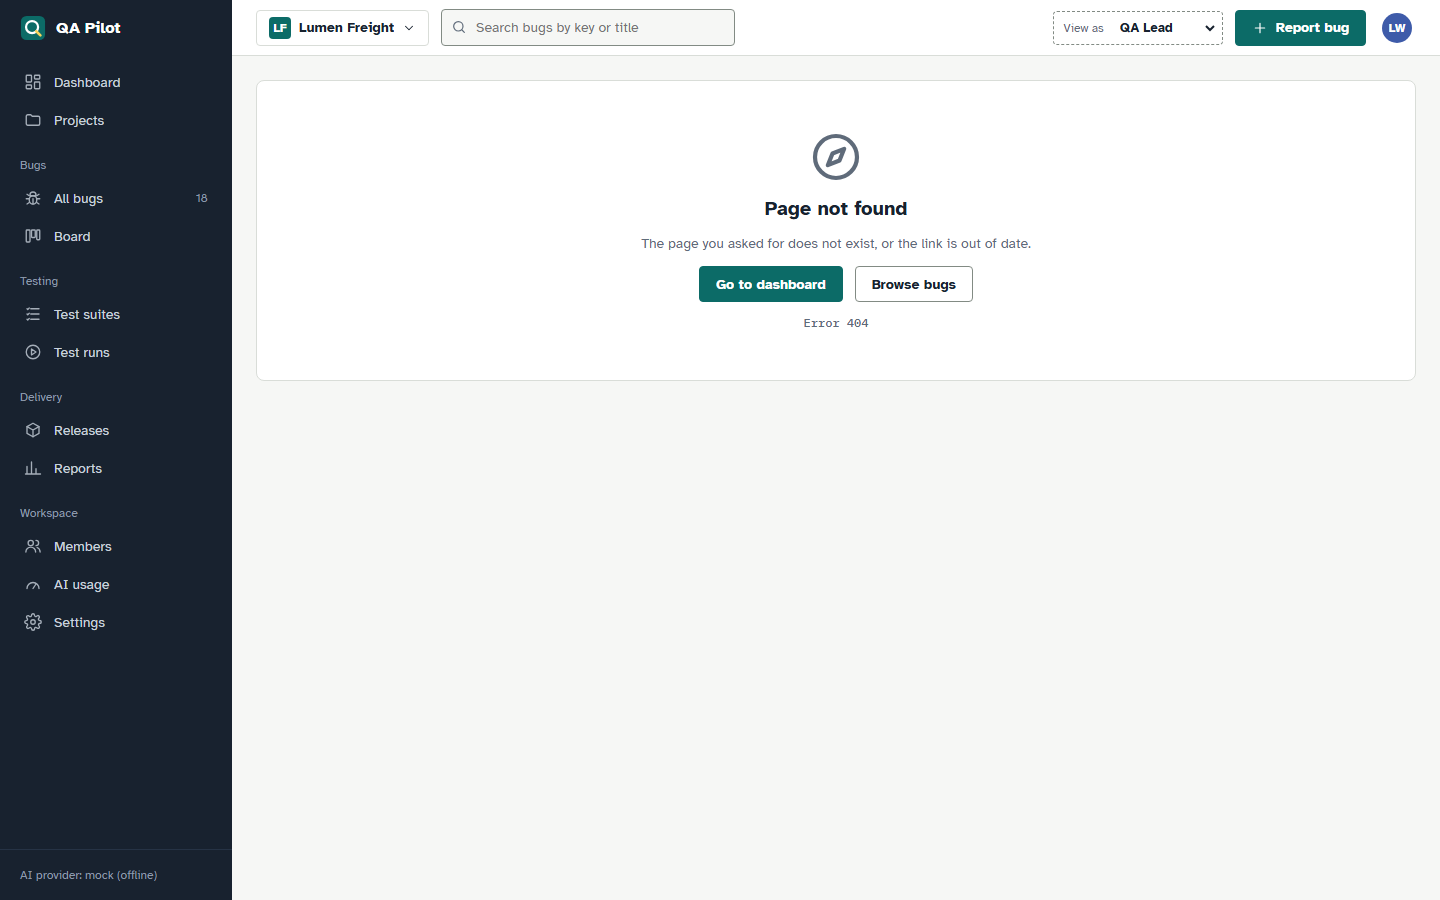 QA Pilot
LF Lumen Freight
Search bugs by key or title
View as QA Lead
Report bug
LW
Dashboard
Projects
Bugs
All bugs 18
Board
Testing
Test suites
Test runs
Delivery
Releases
Reports
Workspace
Members
AI usage
Settings
AI provider: mock (offline)
Page not found
The page you asked for does not exist, or the link is out of date.
Go to dashboard Browse bugs
Error 404